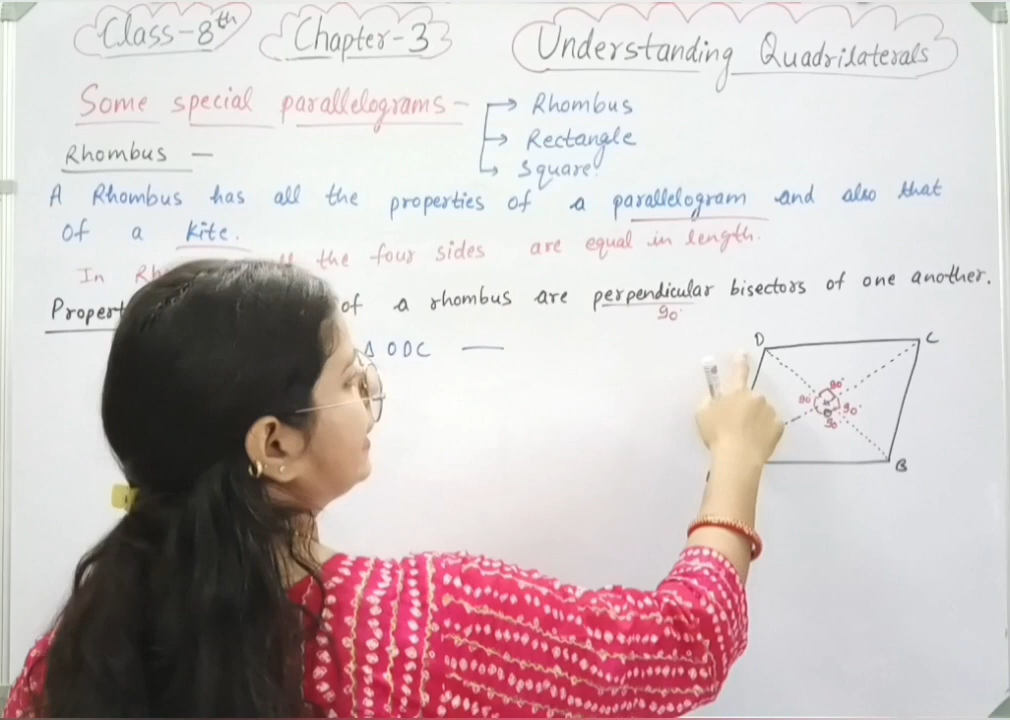 Class-8th Chapter-3 Understanding Quadrilaterals
Some special parallelograms - Rhombus
Rectangle
Square
Rhombus -
A Rhombus has all the properties of a parallelogram and also that
of a kite.
In the four sides are equal in length.
of a rhombus are perpendicular bisectors of one another.
90°
Δ ODC —
D C
90°
90° 90°
O
90°
B